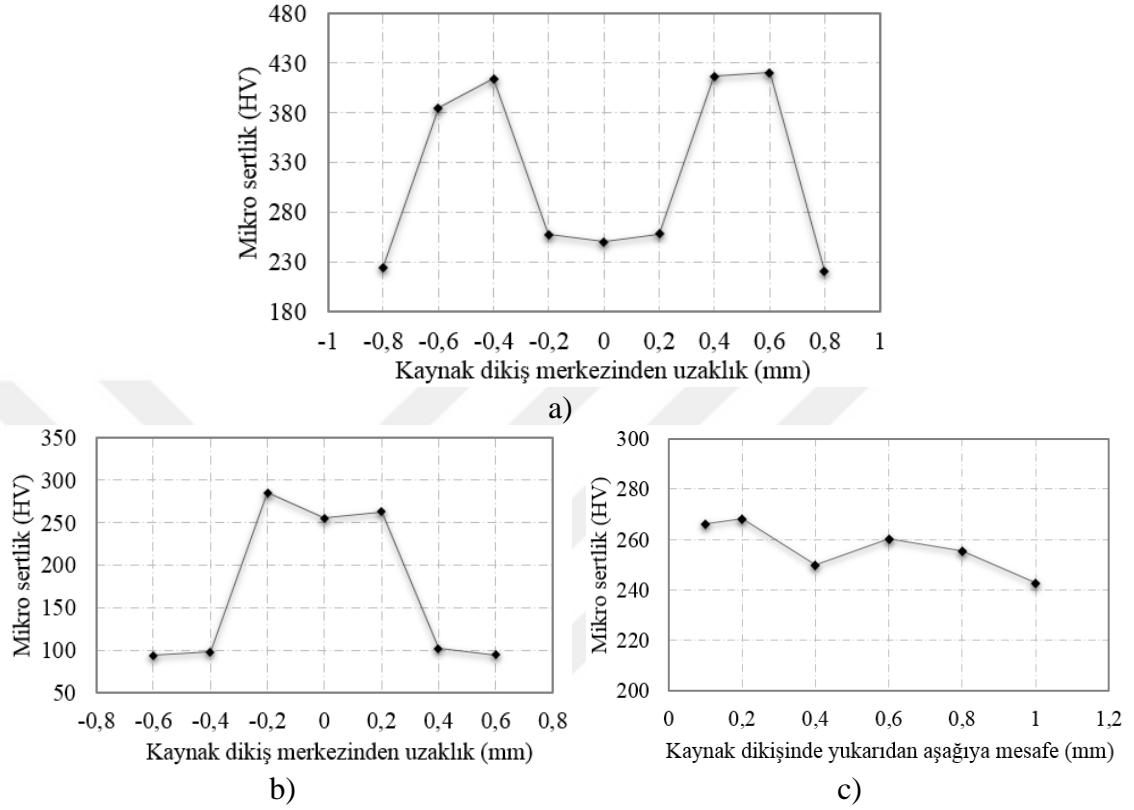 480
430
380
330
280
230
180
Mikro sertlik (HV)
-1 -0,8 -0,6 -0,4 -0,2 0 0,2 0,4 0,6 0,8 1
Kaynak dikiş merkezinden uzaklık (mm)
a)
350
300
250
200
150
100
50
Mikro sertlik (HV)
-0,8 -0,6 -0,4 -0,2 0 0,2 0,4 0,6 0,8
Kaynak dikiş merkezinden uzaklık (mm)
b)
300
280
260
240
220
200
Mikro sertlik (HV)
0 0,2 0,4 0,6 0,8 1 1,2
Kaynak dikişinde yukarıdan aşağıya mesafe (mm)
c)